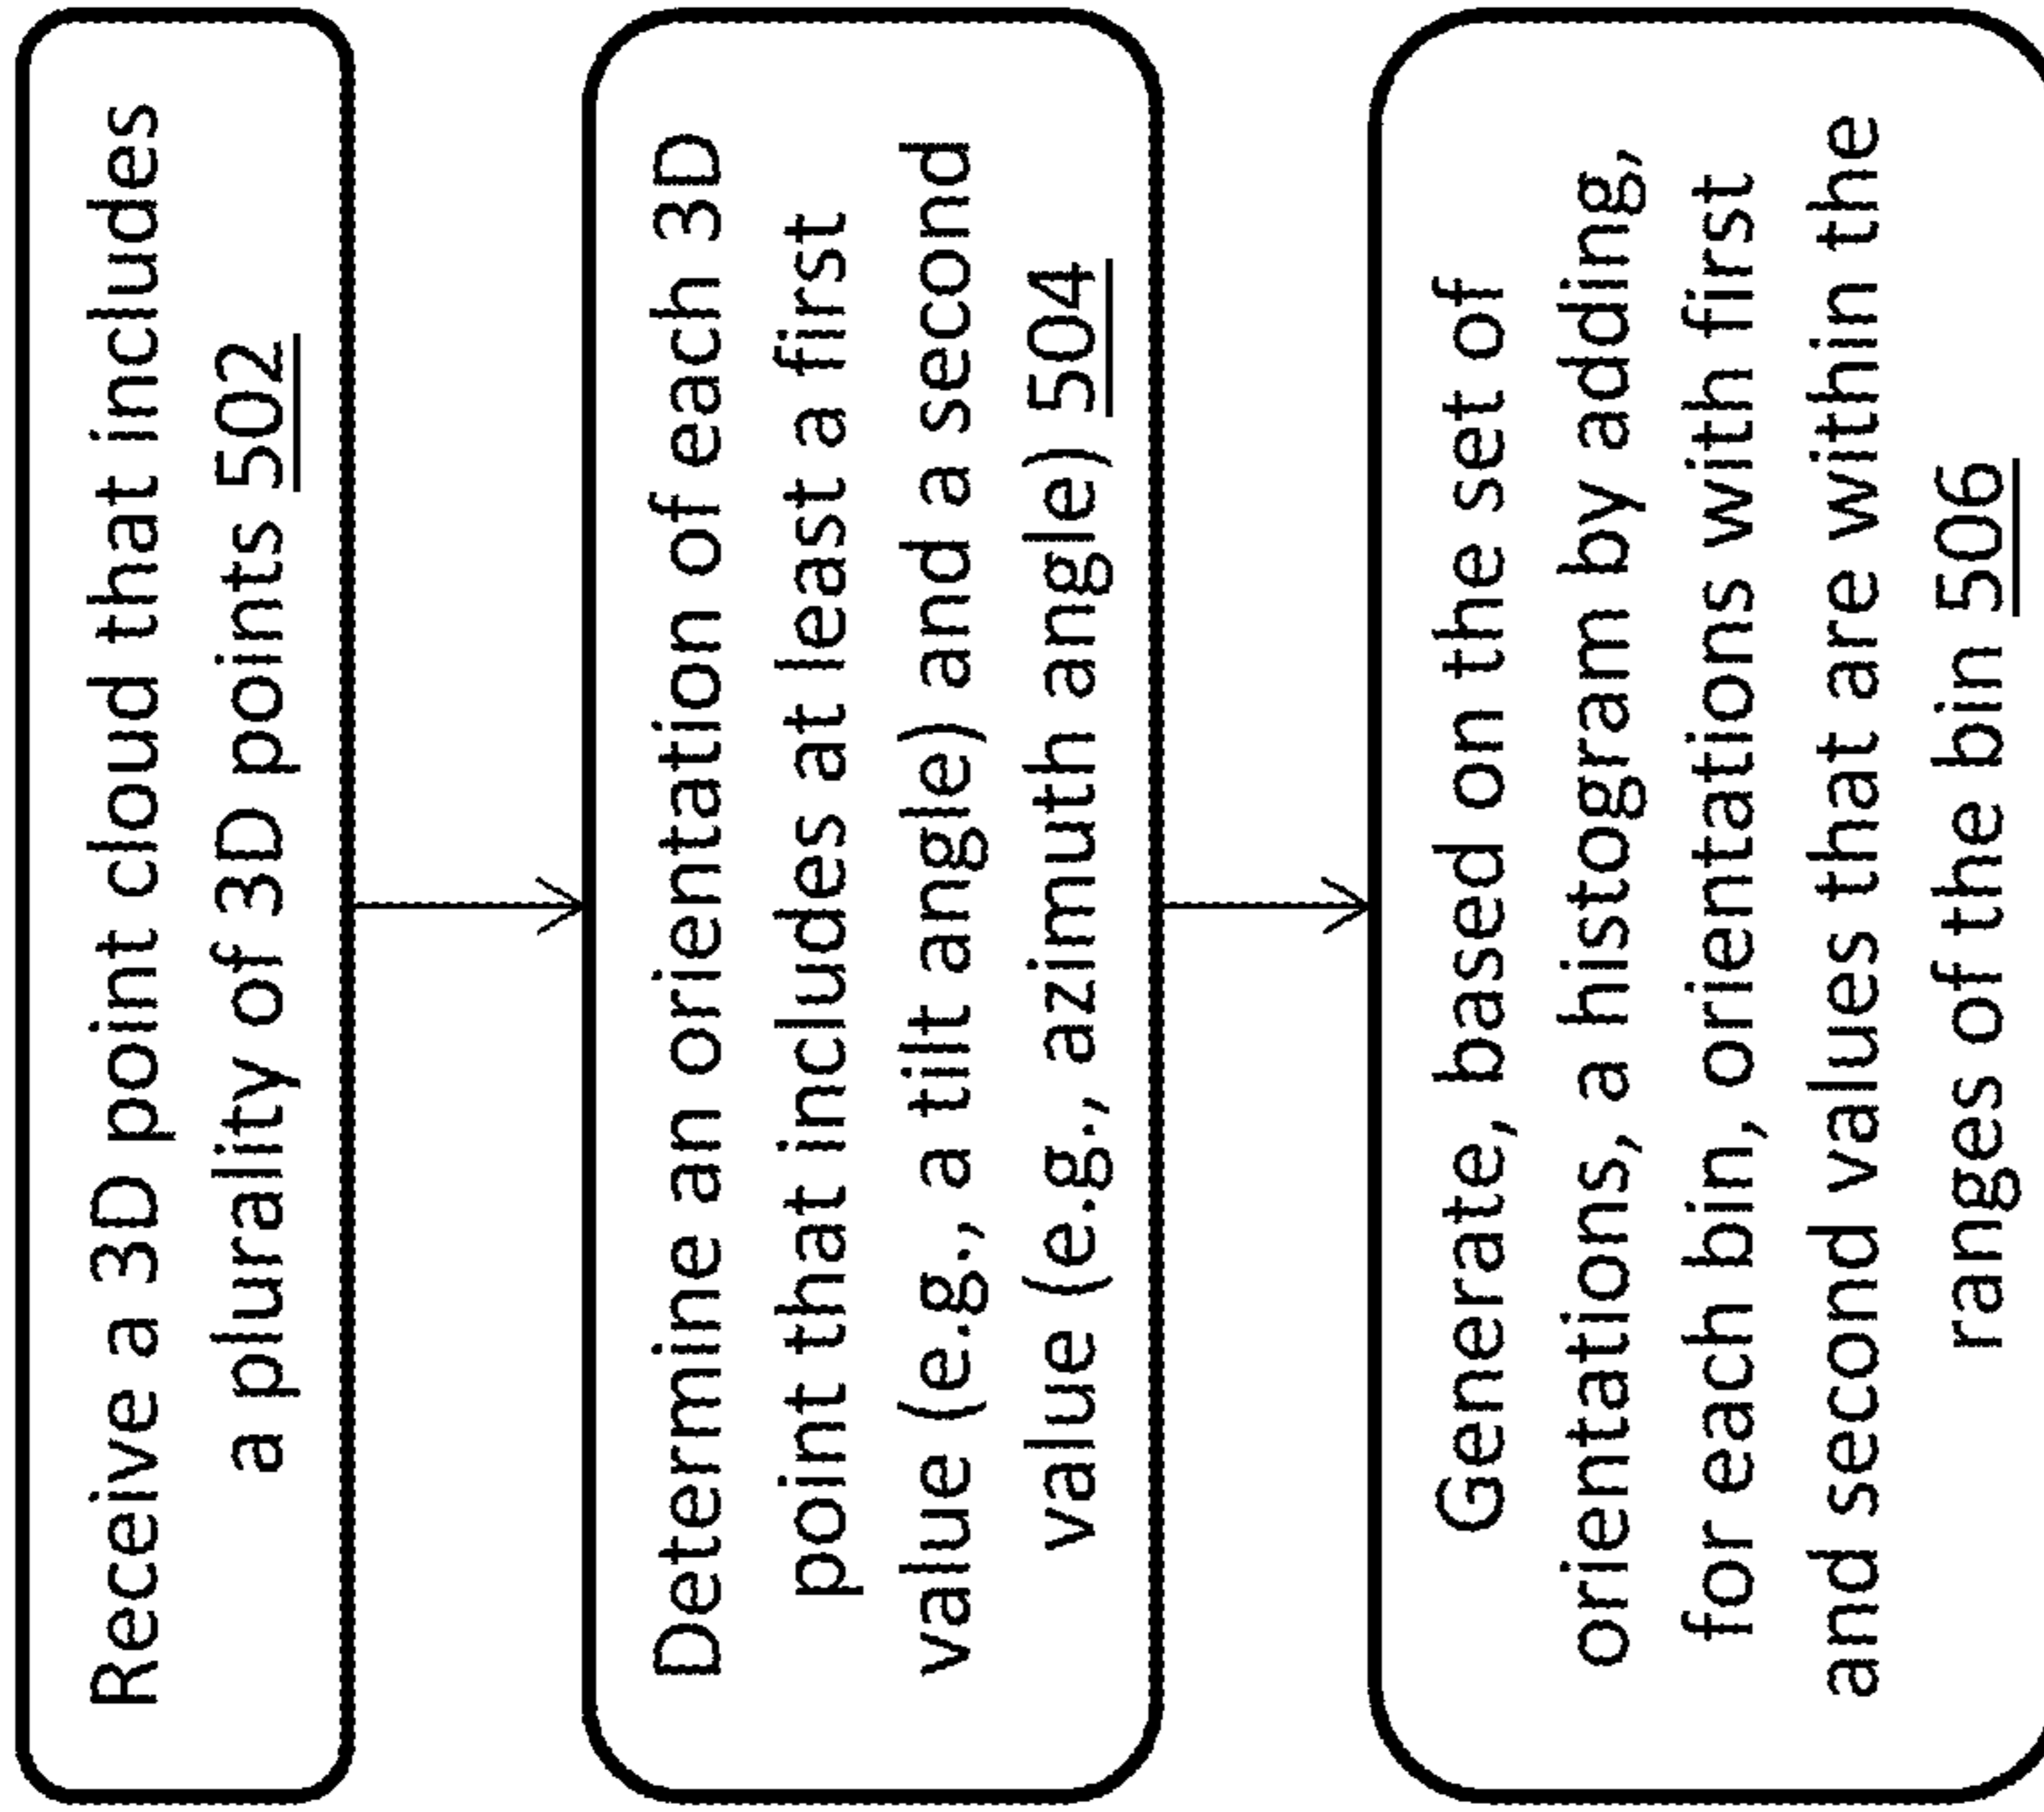 Receive a 3D point cloud that includes
a plurality of 3D points 502
Determine an orientation of each 3D
point that includes at least a first
value (e.g., a tilt angle) and a second
value (e.g., azimuth angle) 504
Generate, based on the set of
orientations, a histogram by adding,
for each bin, orientations with first
and second values that are within the
ranges of the bin 506